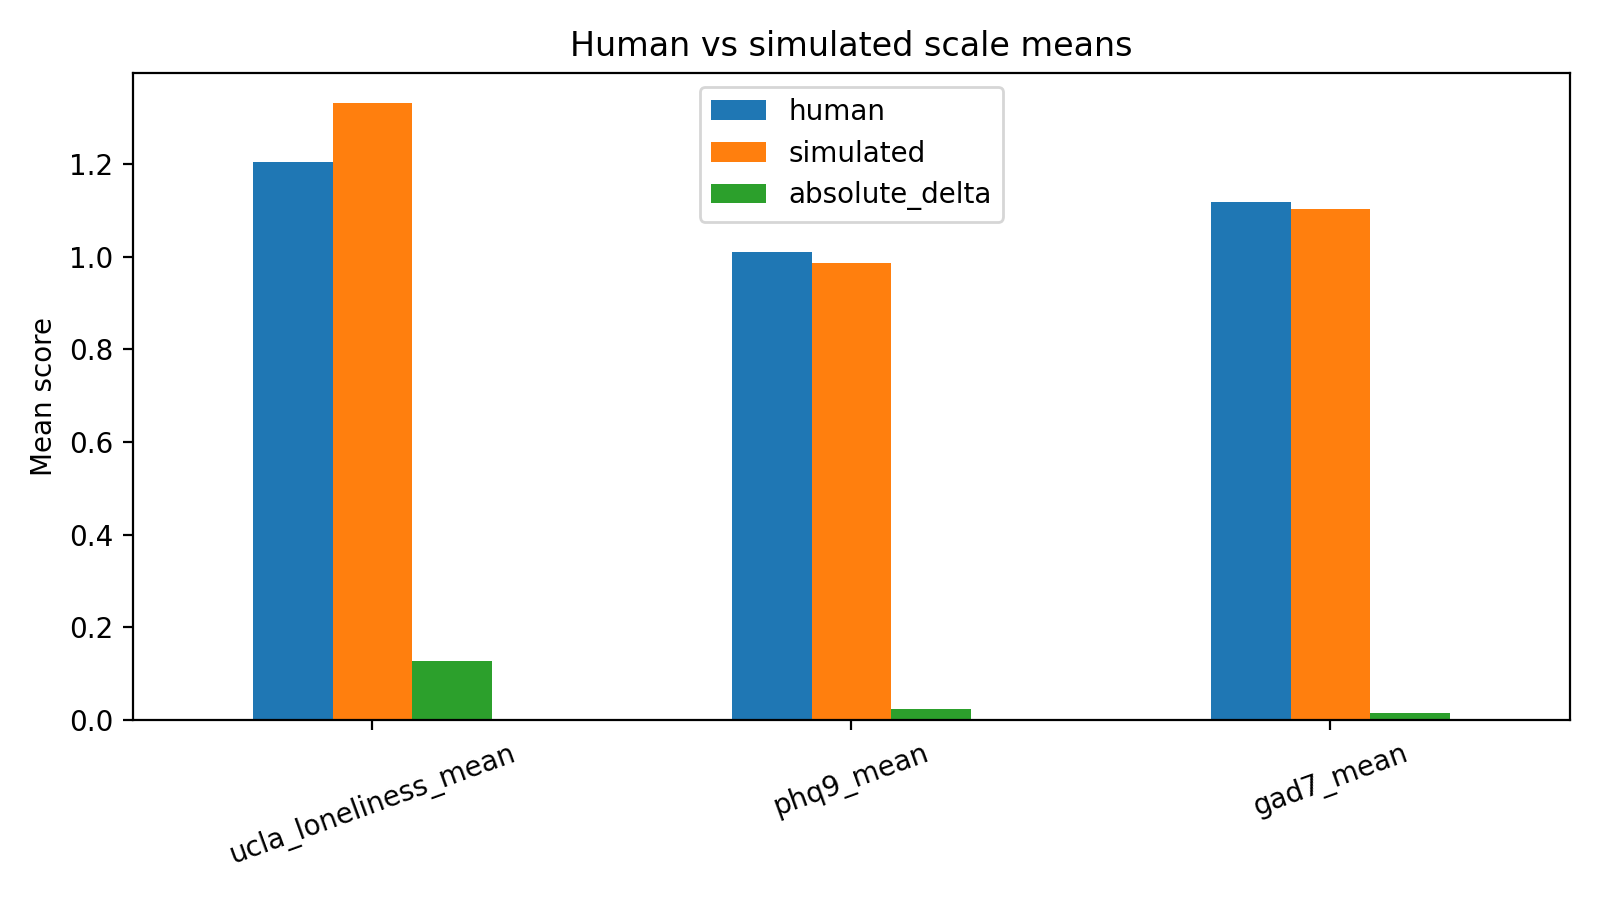 Human vs simulated scale means
human
simulated
absolute_delta
Mean score
1.2
1.0
0.8
0.6
0.4
0.2
0.0
ucla_loneliness_mean
phq9_mean
gad7_mean